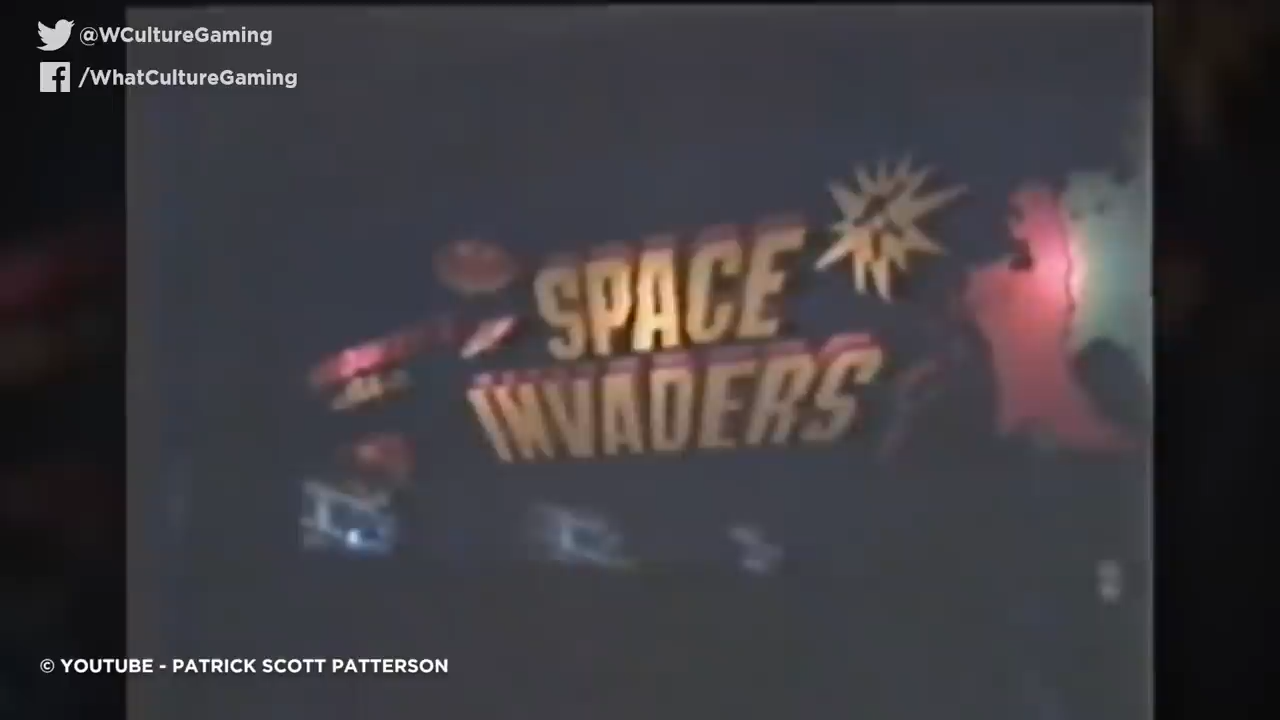 @WCultureGaming
/WhatCultureGaming
SPACE
INVADERS
© YOUTUBE - PATRICK SCOTT PATTERSON